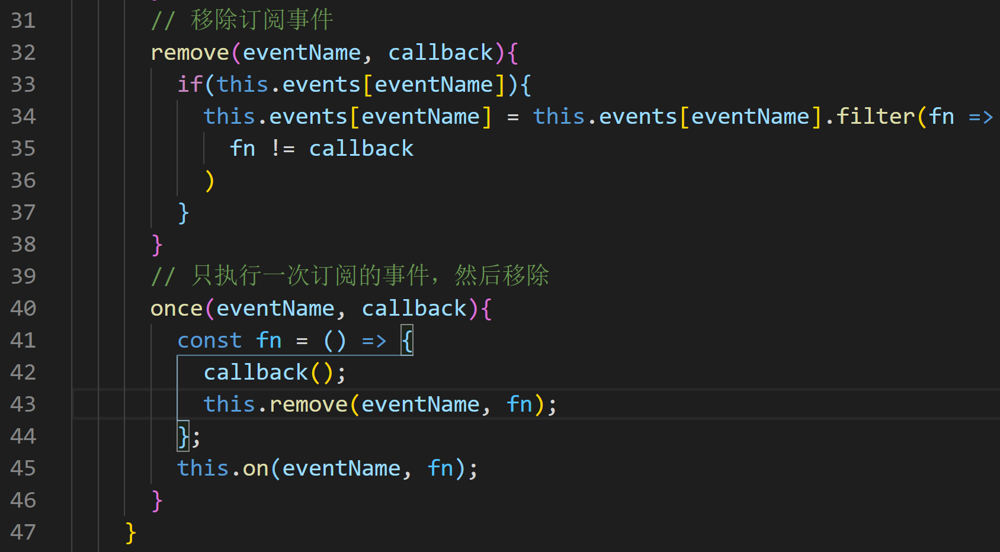 31 // 移除订阅事件
32 remove(eventName, callback){
33 if(this.events[eventName]){
34 this.events[eventName] = this.events[eventName].filter(fn =>
35 fn != callback
36 )
37 }
38 }
39 // 只执行一次订阅的事件，然后移除
40 once(eventName, callback){
41 const fn = () => {
42 callback();
43 this.remove(eventName, fn);
44 };
45 this.on(eventName, fn);
46 }
47 }